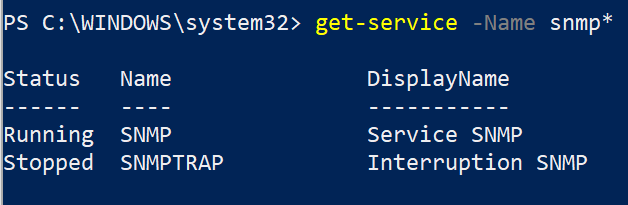 PS C:\WINDOWS\system32> get-service -Name snmp*
Status   Name               DisplayName
------   ----               -----------
Running  SNMP               Service SNMP
Stopped  SNMPTRAP           Interruption SNMP